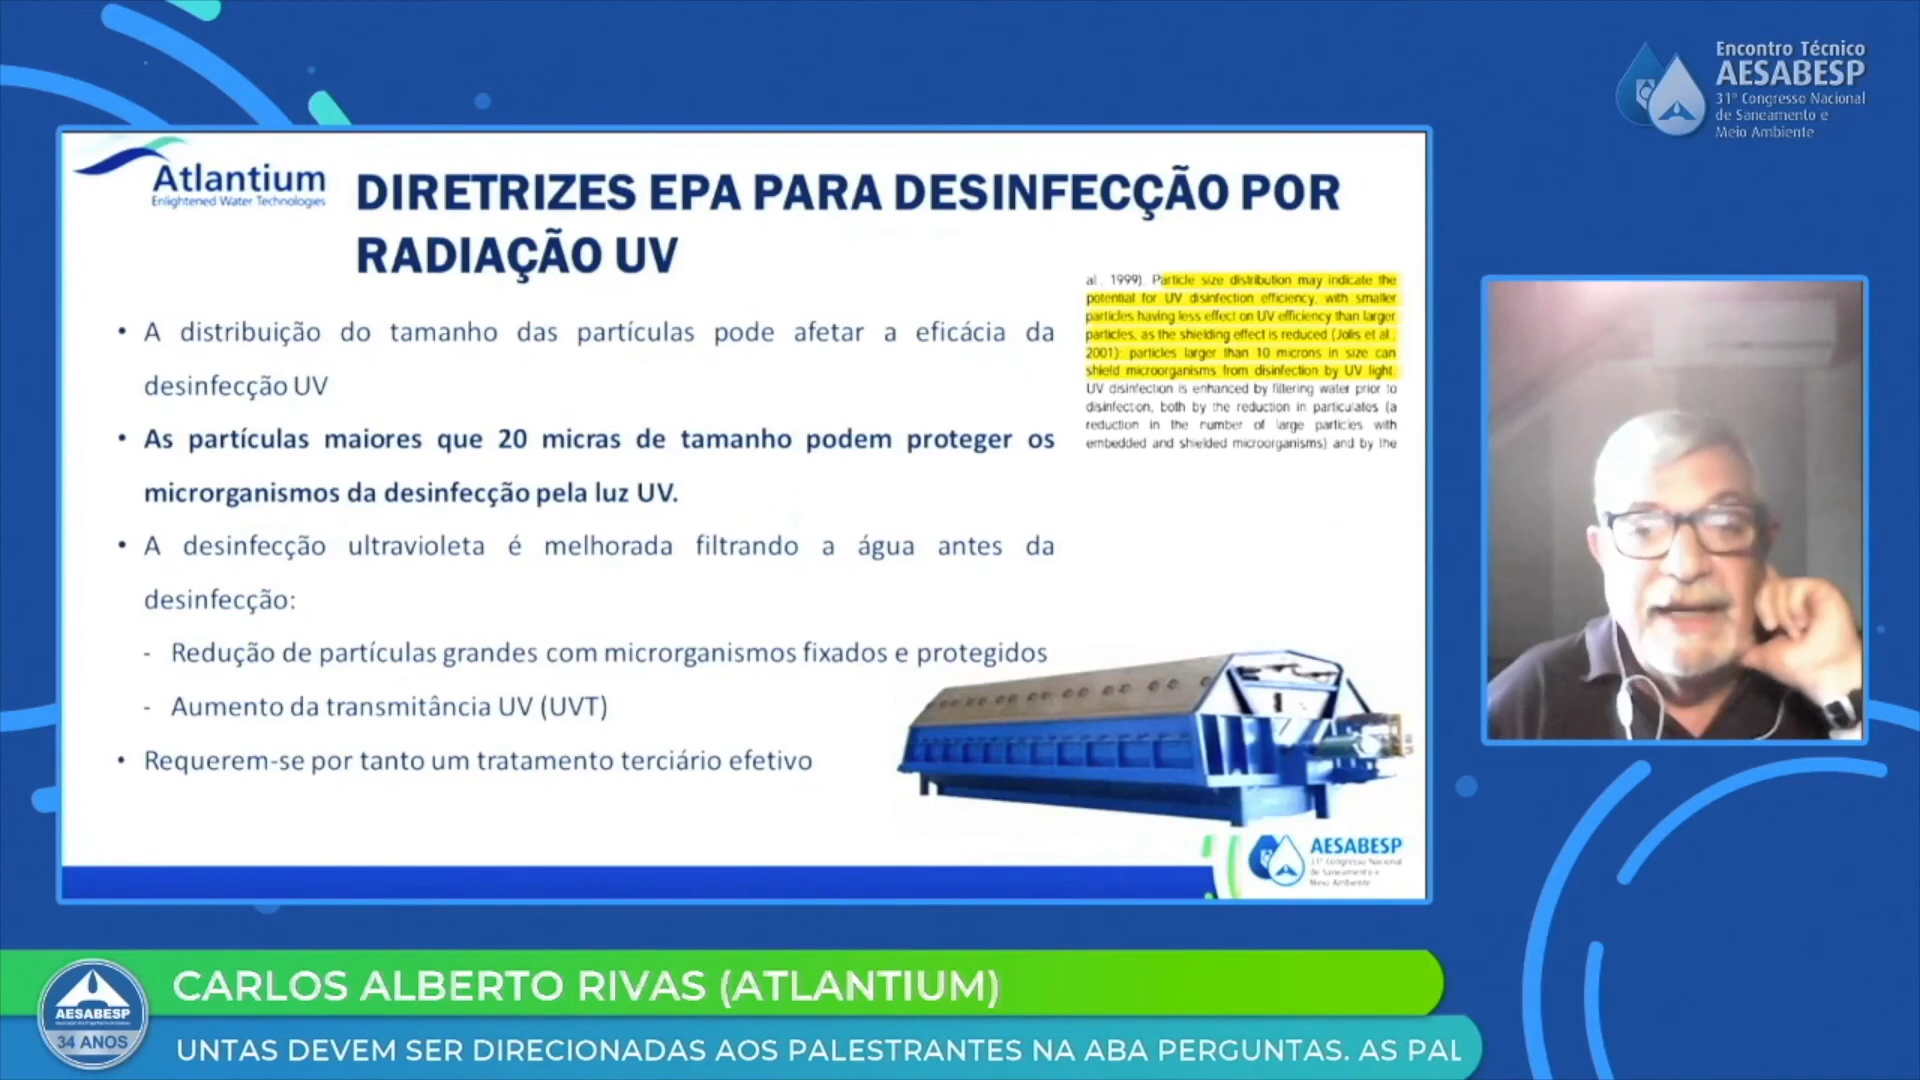 Encontro Técnico
AESABESP
31º Congresso Nacional
de Saneamento e
Meio Ambiente
Atlantium
Enlightened Water Technologies
DIRETRIZES EPA PARA DESINFECÇÃO POR
RADIAÇÃO UV
• A distribuição do tamanho das partículas pode afetar a eficácia da
desinfecção UV
• As partículas maiores que 20 micras de tamanho podem proteger os
microrganismos da desinfecção pela luz UV.
• A desinfecção ultravioleta é melhorada filtrando a água antes da
desinfecção:
- Redução de partículas grandes com microrganismos fixados e protegidos
- Aumento da transmitância UV (UVT)
• Requerem-se por tanto um tratamento terciário efetivo
al., 1999). Particle size distribution may indicate the
potential for UV disinfection efficiency, with smaller
particles having less effect on UV efficiency than larger
particles, as the shielding effect is reduced (Jolis et al.,
2001); particles larger than 10 microns in size can
shield microorganisms from disinfection by UV light.
UV disinfection is enhanced by filtering water prior to
disinfection, both by the reduction in particulates (a
reduction in the number of large particles with
embedded and shielded microorganisms) and by the
AESABESP
31º Congresso Nacional
de Saneamento e
Meio Ambiente
CARLOS ALBERTO RIVAS (ATLANTIUM)
AESABESP
34 ANOS
UNTAS DEVEM SER DIRECIONADAS AOS PALESTRANTES NA ABA PERGUNTAS. AS PAL